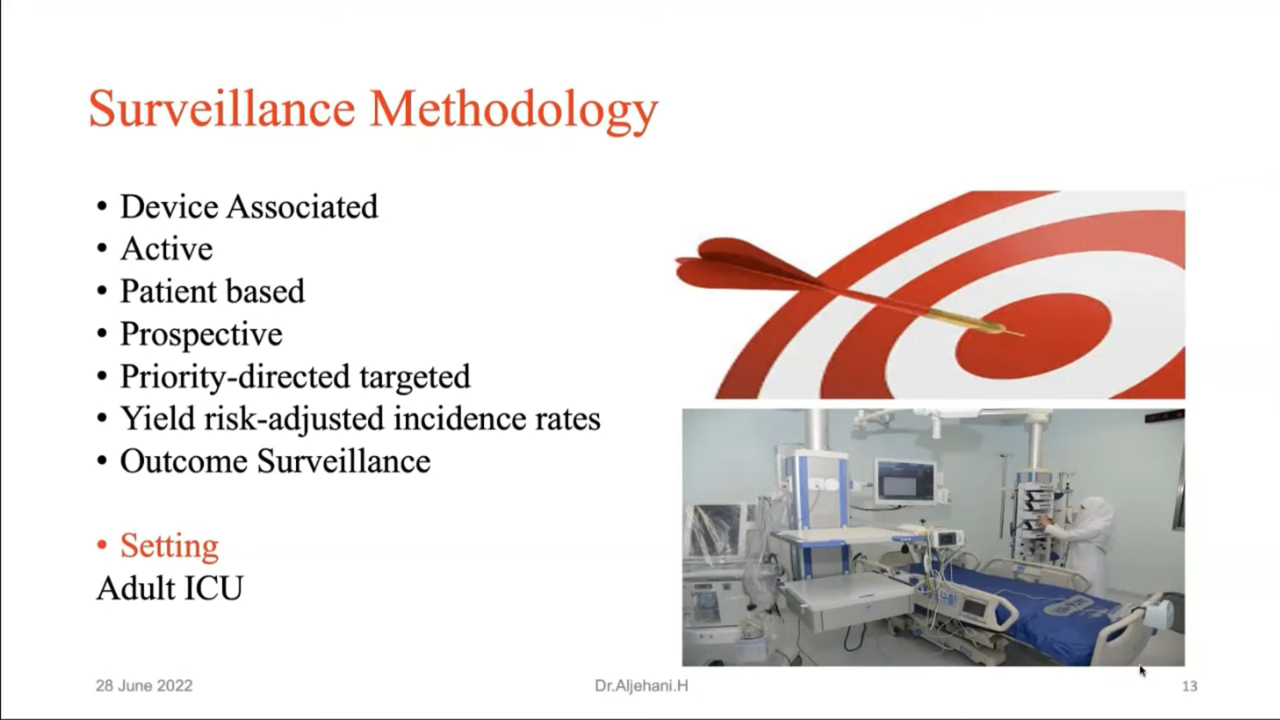 Surveillance Methodology
• Device Associated
• Active
• Patient based
• Prospective
• Priority-directed targeted
• Yield risk-adjusted incidence rates
• Outcome Surveillance
• Setting
Adult ICU
28 June 2022
Dr.Aljehani.H
13